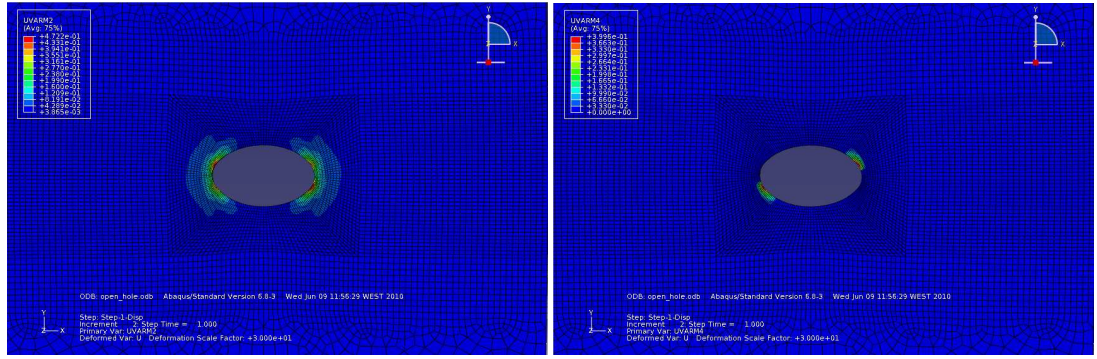 UVARM2
(Avg: 75%)
+4.722e-01
+4.331e-01
+3.941e-01
+3.551e-01
+3.161e-01
+2.770e-01
+2.380e-01
+1.990e-01
+1.600e-01
+1.209e-01
+8.191e-02
+4.289e-02
+3.865e-03
Y
Z X
ODB: open_hole.odb Abaqus/Standard Version 6.8-3 Wed Jun 09 11:56:29 WEST 2010
Y
Z X
Step: Step-1-Disp
Increment 2: Step Time = 1.000
Primary Var: UVARM2
Deformed Var: U Deformation Scale Factor: +3.000e+01
UVARM4
(Avg: 75%)
+3.996e-01
+3.663e-01
+3.330e-01
+2.997e-01
+2.664e-01
+2.331e-01
+1.998e-01
+1.665e-01
+1.332e-01
+9.990e-02
+6.660e-02
+3.330e-02
+0.000e+00
Y
Z X
ODB: open_hole.odb Abaqus/Standard Version 6.8-3 Wed Jun 09 11:56:29 WEST 2010
Y
Z X
Step: Step-1-Disp
Increment 2: Step Time = 1.000
Primary Var: UVARM4
Deformed Var: U Deformation Scale Factor: +3.000e+01